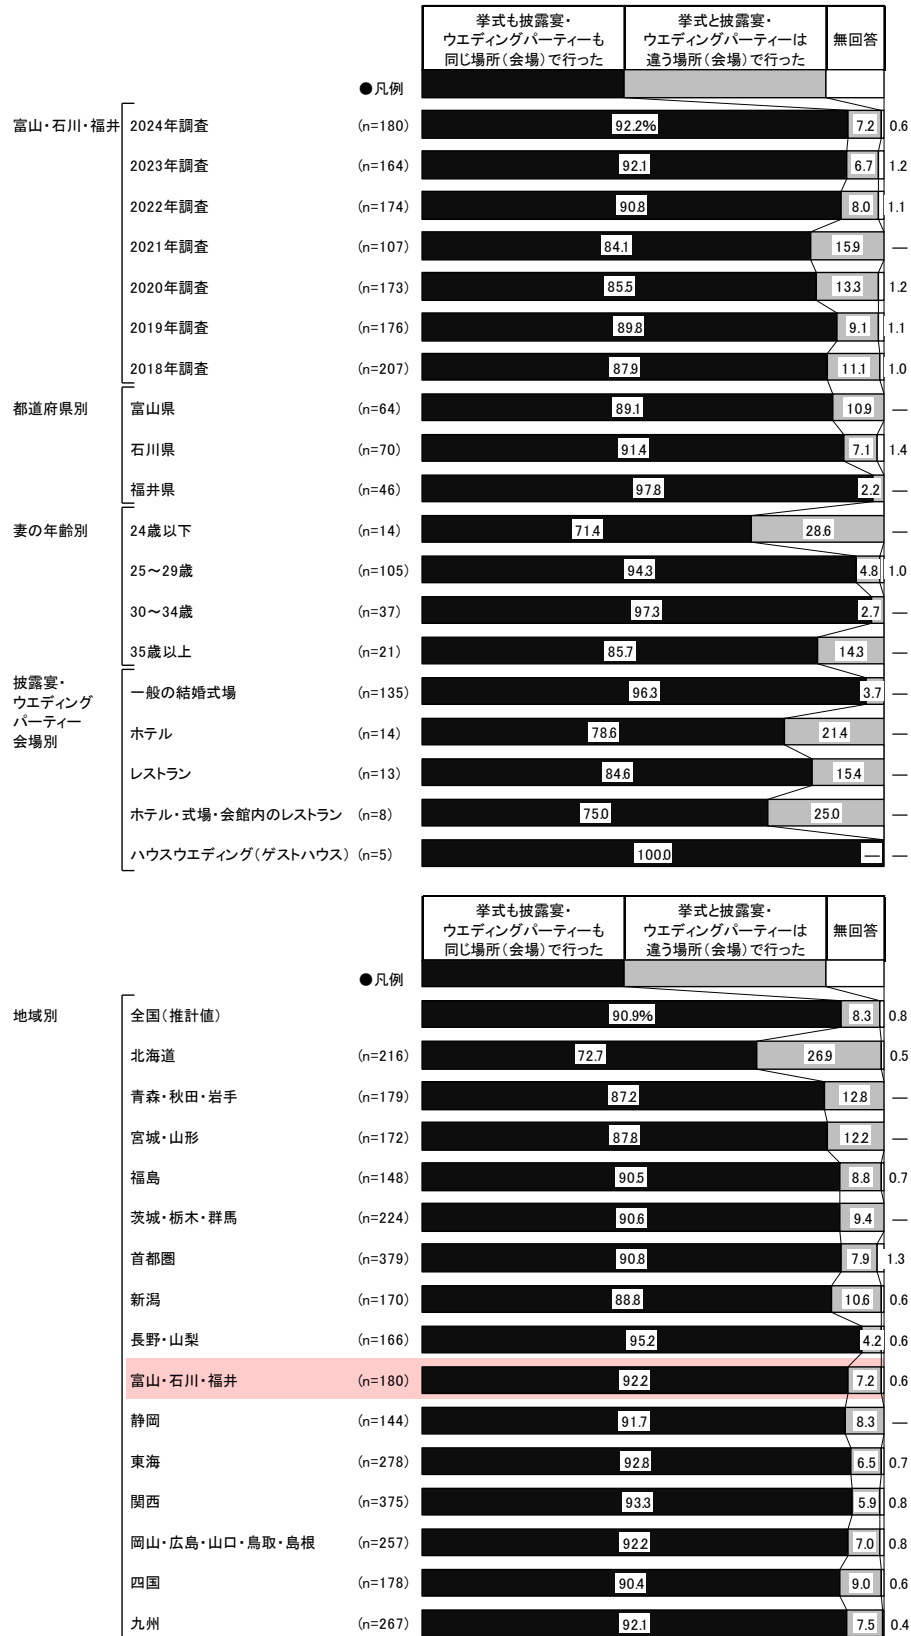 挙式も披露宴・
ウエディングパーティーも
同じ場所(会場)で行った
挙式と披露宴・
ウエディングパーティーは
違う場所(会場)で行った
無回答
●凡例
富山・石川・福井 2024年調査 (n=180) 92.2% 7.2 0.6
2023年調査 (n=164) 92.1 6.7 1.2
2022年調査 (n=174) 90.8 8.0 1.1
2021年調査 (n=107) 84.1 15.9 —
2020年調査 (n=173) 85.5 13.3 1.2
2019年調査 (n=176) 89.8 9.1 1.1
2018年調査 (n=207) 87.9 11.1 1.0
都道府県別 富山県 (n=64) 89.1 10.9 —
石川県 (n=70) 91.4 7.1 1.4
福井県 (n=46) 97.8 2.2 —
妻の年齢別 24歳以下 (n=14) 71.4 28.6 —
25～29歳 (n=105) 94.3 4.8 1.0
30～34歳 (n=37) 97.3 2.7 —
35歳以上 (n=21) 85.7 14.3 —
披露宴・
ウエディング
パーティー
会場別
一般の結婚式場 (n=135) 96.3 3.7 —
ホテル (n=14) 78.6 21.4 —
レストラン (n=13) 84.6 15.4 —
ホテル・式場・会館内のレストラン (n=8) 75.0 25.0 —
ハウスウエディング(ゲストハウス) (n=5) 100.0 — —
挙式も披露宴・
ウエディングパーティーも
同じ場所(会場)で行った
挙式と披露宴・
ウエディングパーティーは
違う場所(会場)で行った
無回答
●凡例
地域別 全国(推計値) 90.9% 8.3 0.8
北海道 (n=216) 72.7 26.9 0.5
青森・秋田・岩手 (n=179) 87.2 12.8 —
宮城・山形 (n=172) 87.8 12.2 —
福島 (n=148) 90.5 8.8 0.7
茨城・栃木・群馬 (n=224) 90.6 9.4 —
首都圏 (n=379) 90.8 7.9 1.3
新潟 (n=170) 88.8 10.6 0.6
長野・山梨 (n=166) 95.2 4.2 0.6
富山・石川・福井 (n=180) 92.2 7.2 0.6
静岡 (n=144) 91.7 8.3 —
東海 (n=278) 92.8 6.5 0.7
関西 (n=375) 93.3 5.9 0.8
岡山・広島・山口・鳥取・島根 (n=257) 92.2 7.0 0.8
四国 (n=178) 90.4 9.0 0.6
九州 (n=267) 92.1 7.5 0.4